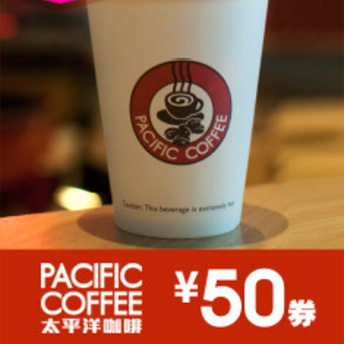 PACIFIC COFFEE
Caution: This beverage is extremely hot
PACIFIC
COFFEE
太平洋咖啡
¥50券